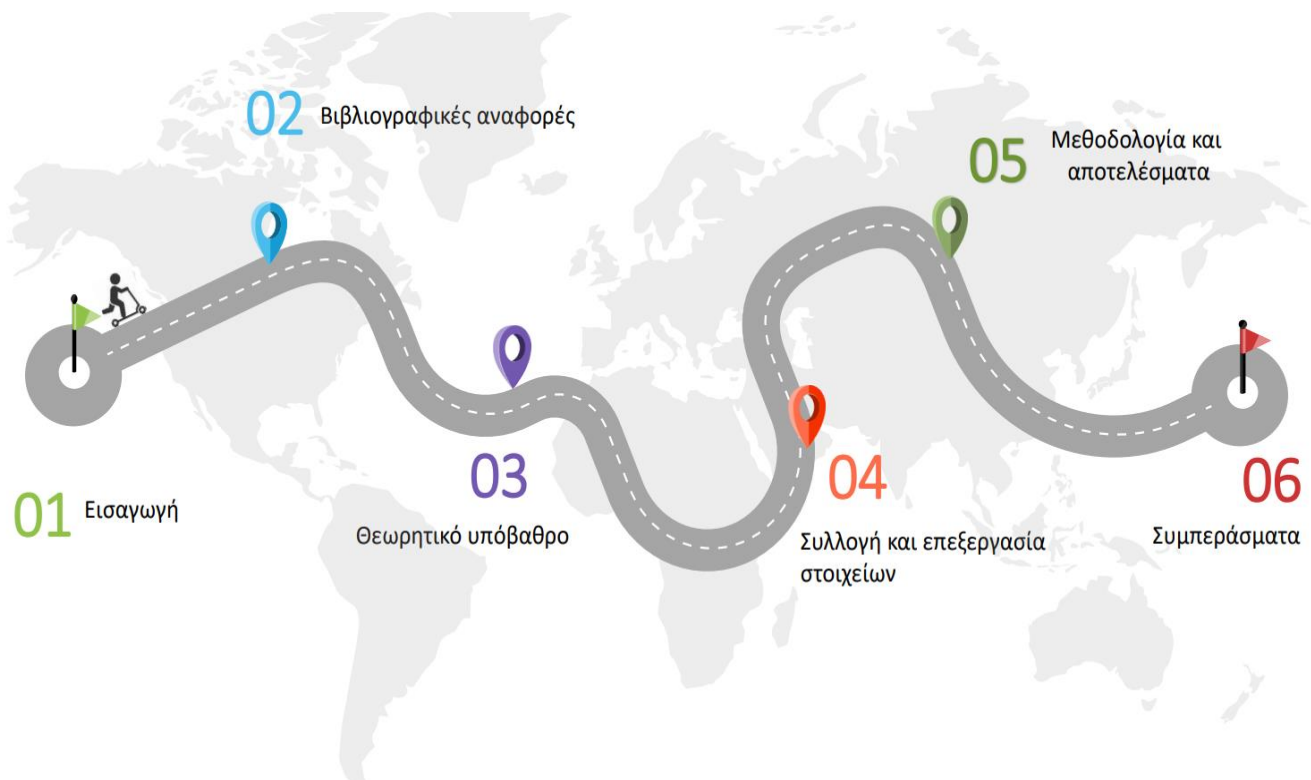 01 Εισαγωγή
02 Βιβλιογραφικές αναφορές
03
Θεωρητικό υπόβαθρο
04
Συλλογή και επεξεργασία
στοιχείων
05
Μεθοδολογία και
αποτελέσματα
06
Συμπεράσματα